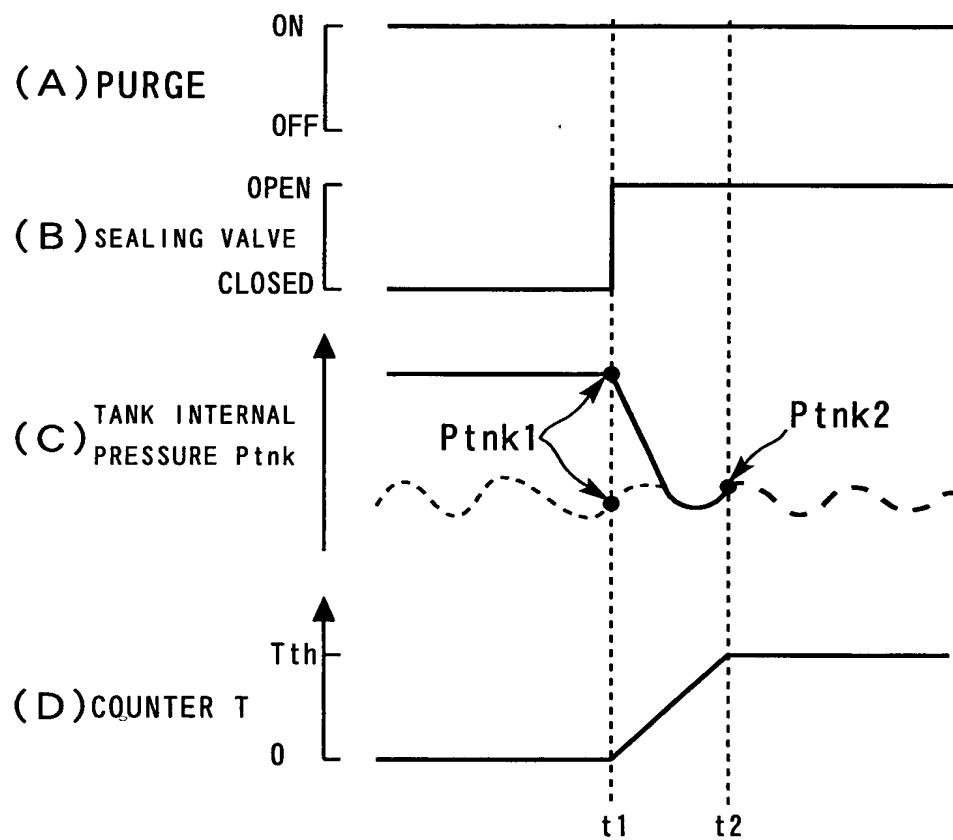 ON
(A) PURGE
OFF
OPEN
(B) SEALING VALVE
CLOSED
(C) TANK INTERNAL
PRESSURE Ptnk
Ptnk1
Ptnk2
Tth
(D) COUNTER T
0
t1
t2